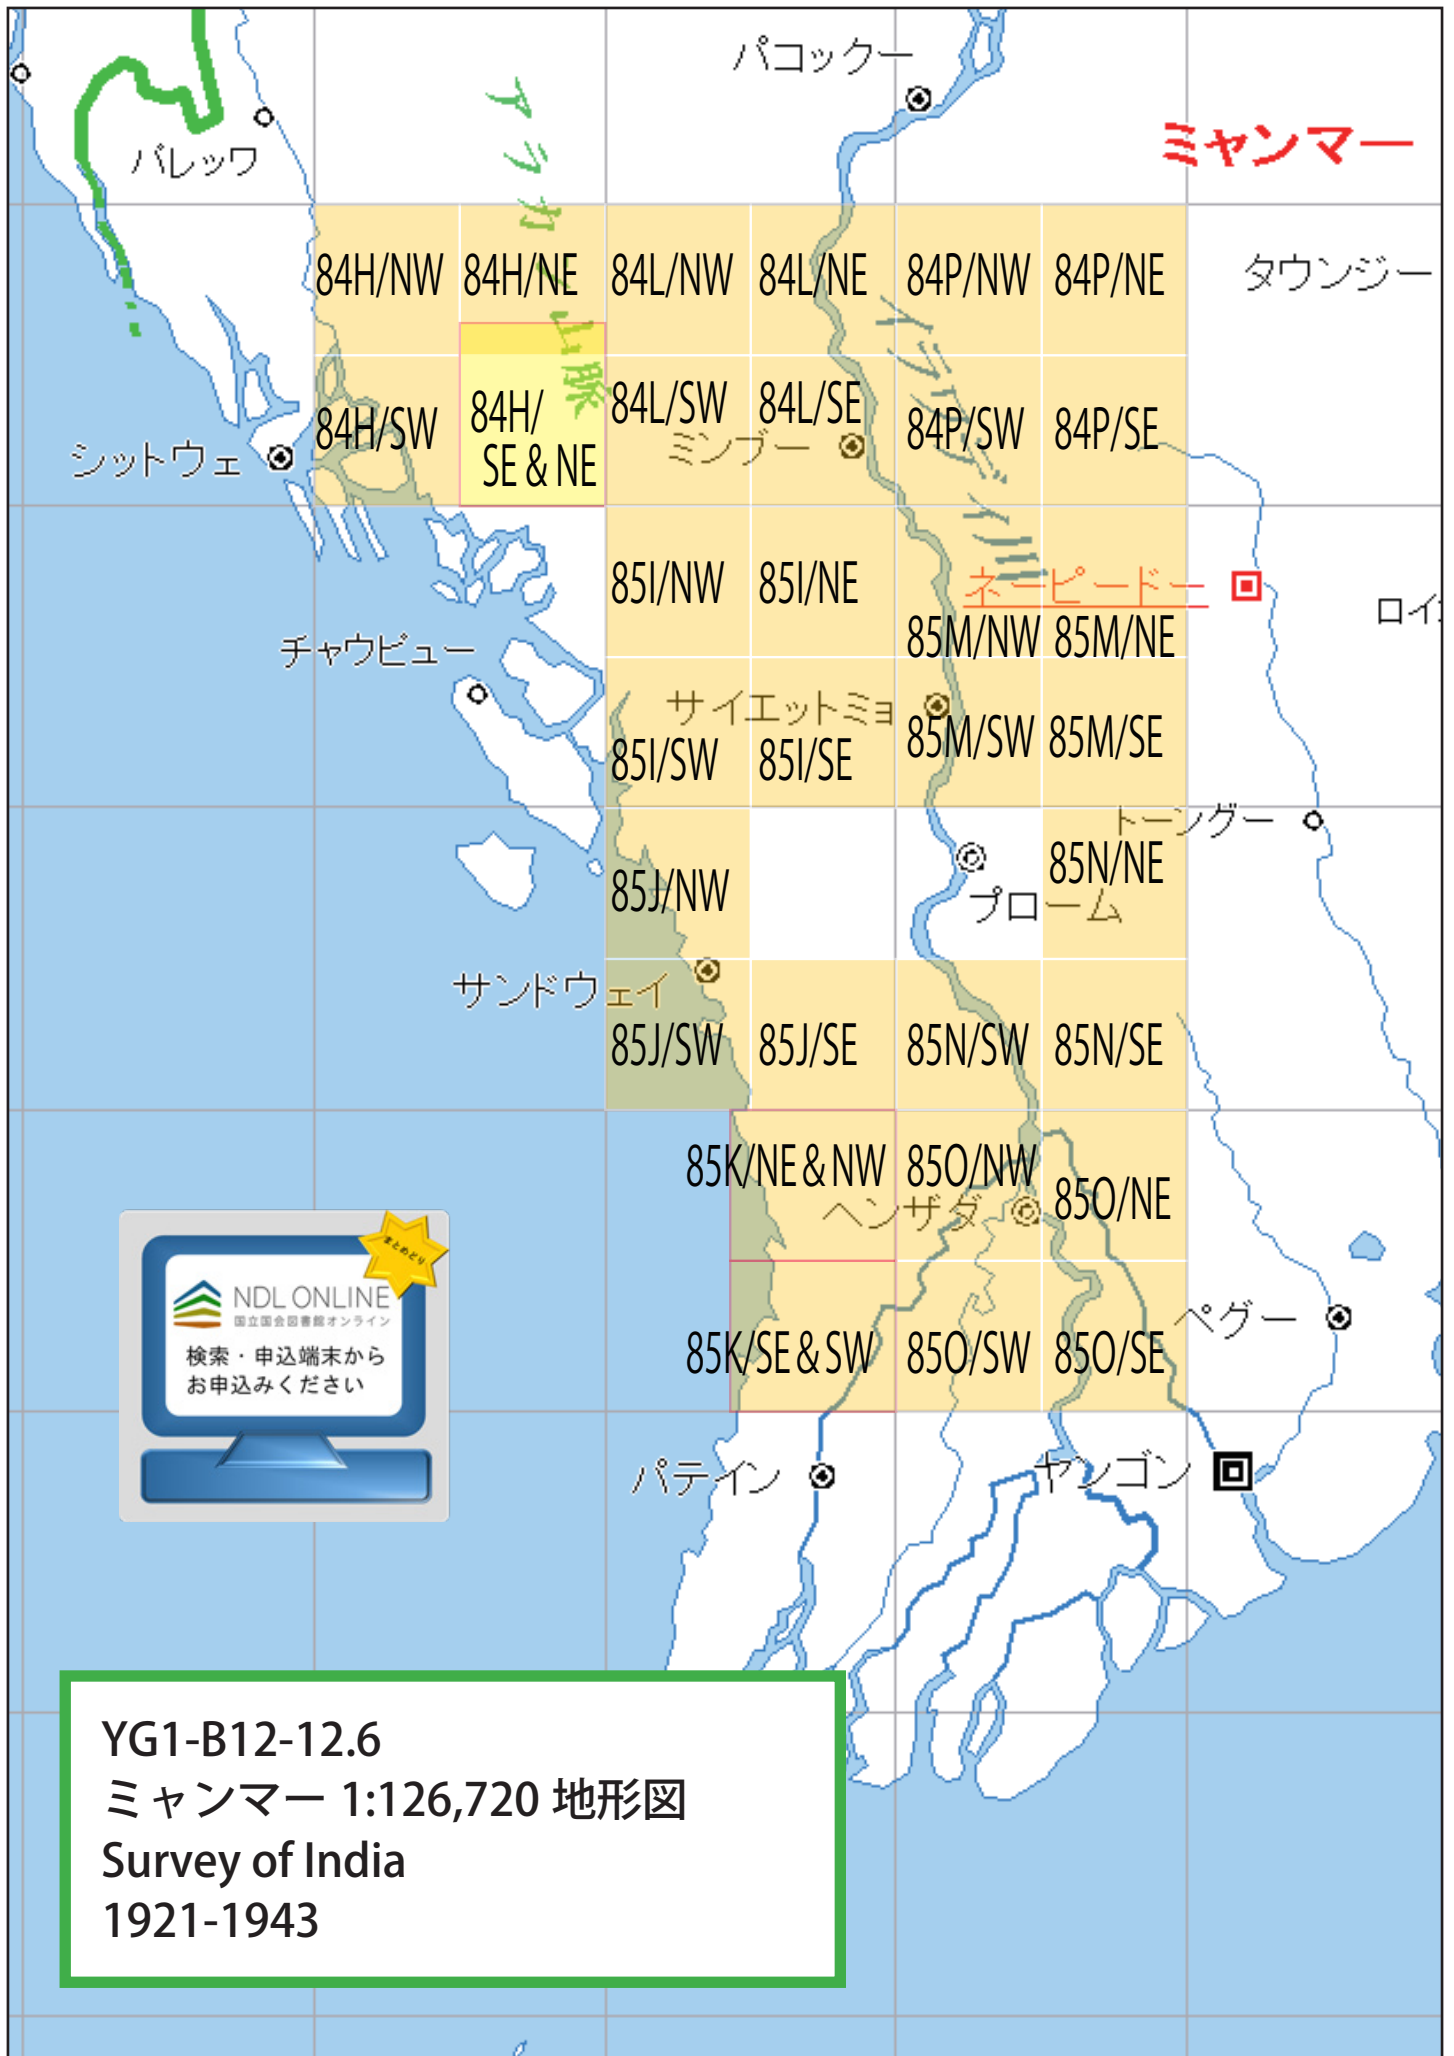 パコックー
ミャンマー
パレッワ
アラカン山脈
タウンジー
84H/NW 84H/NE 84L/NW 84L/NE 84P/NW 84P/NE
84H/SW
84H/
SE & NE
84L/SW 84L/SE
84P/SW 84P/SE
イラワジ川
シットウェ
ミンブー
85I/NW 85I/NE
ネーピードー
85M/NW 85M/NE
チャウピュー
サイエットミョ
85I/SW 85I/SE
85M/SW 85M/SE
トーングー
85J/NW
85N/NE
プローム
サンドウェイ
85J/SW 85J/SE 85N/SW 85N/SE
85K/NE & NW 85O/NW
85O/NE
ヘンザダ
ペグー
85K/SE & SW 85O/SW 85O/SE
まとめどり
NDL ONLINE
国立国会図書館オンライン
検索・申込端末から
お申込みください
パテイン
ヤンゴン
YG1-B12-12.6
ミャンマー 1:126,720 地形図
Survey of India
1921-1943